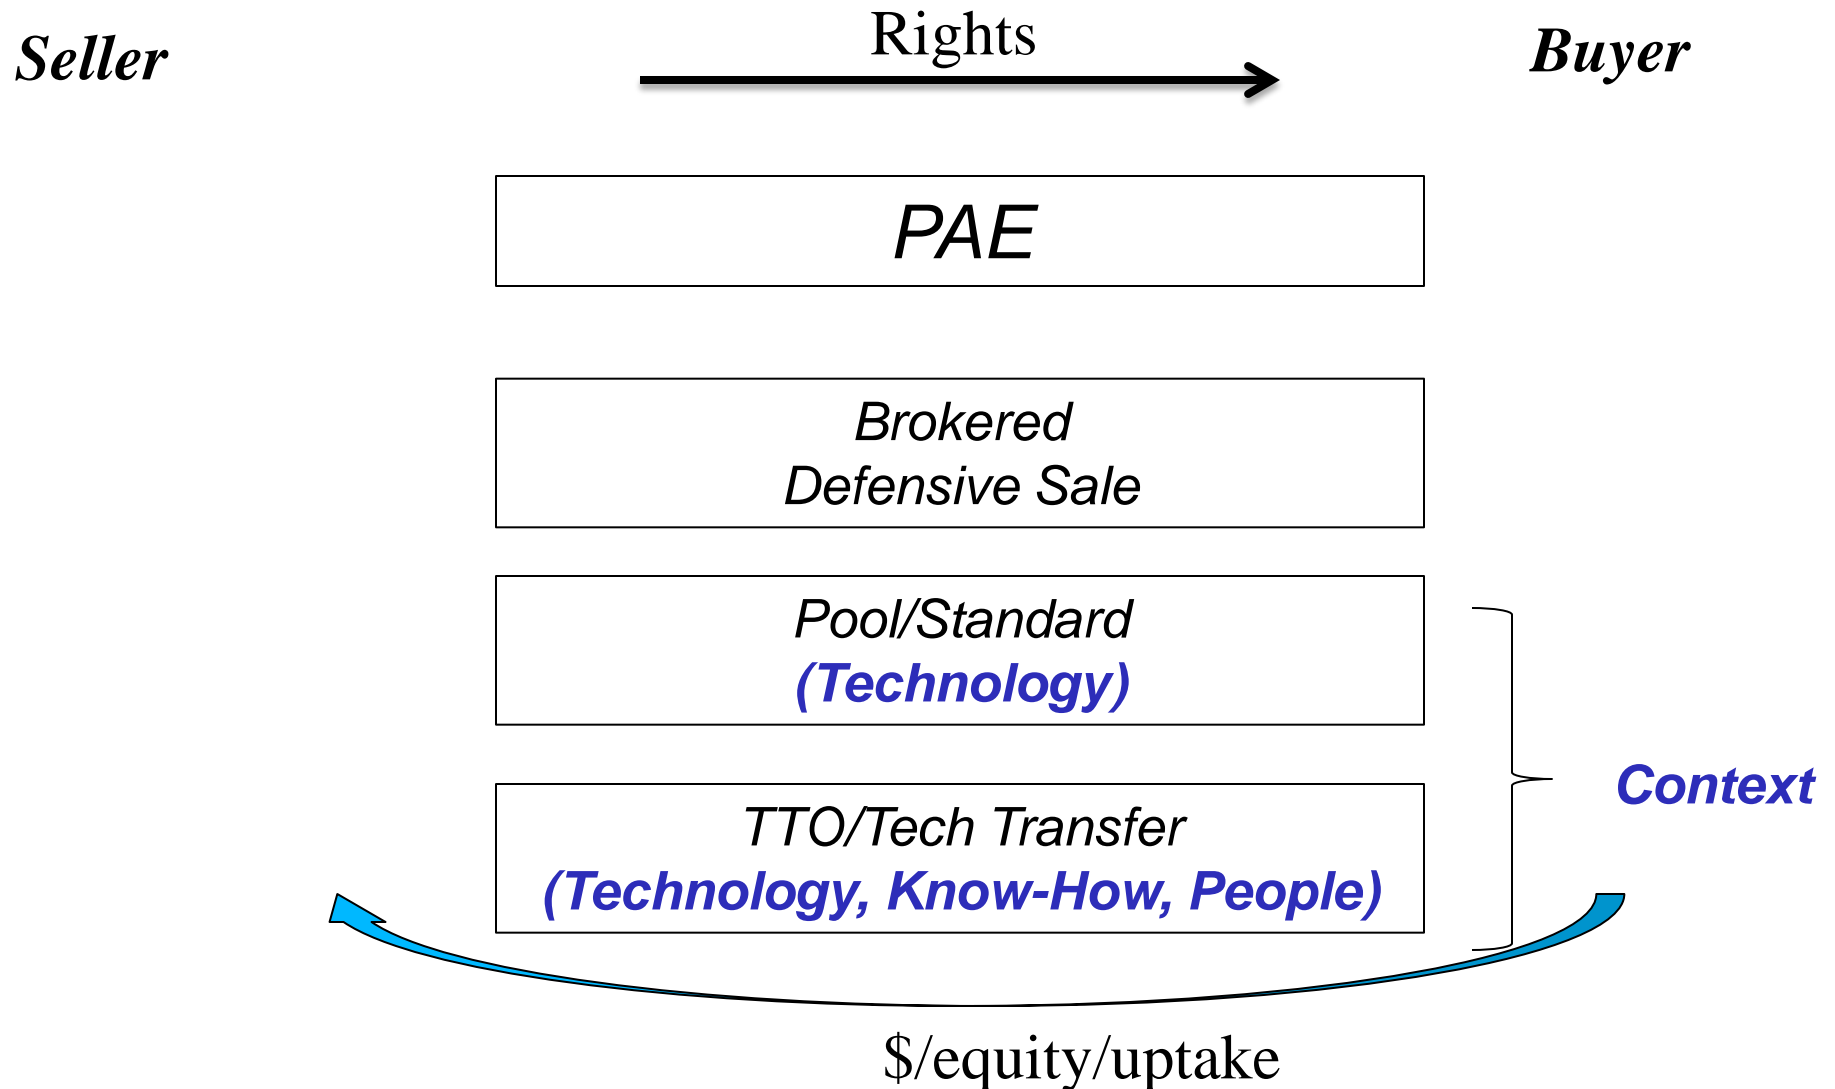 Seller
Rights
Buyer
PAE
Brokered
Defensive Sale
Pool/Standard
(Technology)
Context
TTO/Tech Transfer
(Technology, Know-How, People)
$/equity/uptake